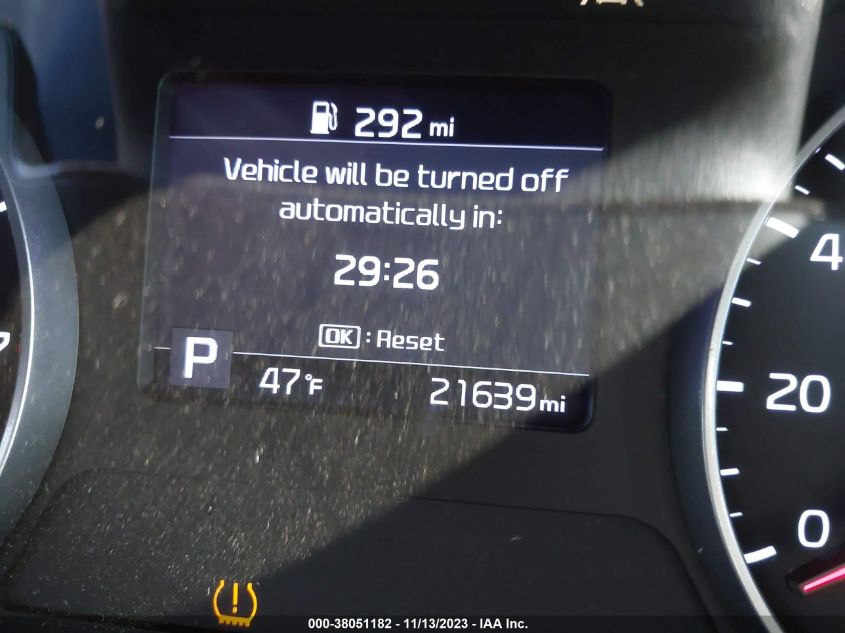 292 mi
Vehicle will be turned off
automatically in:
29:26
OK : Reset
P
47°F
21639 mi
4
20
0
000-38051182 - 11/13/2023 - IAA Inc.